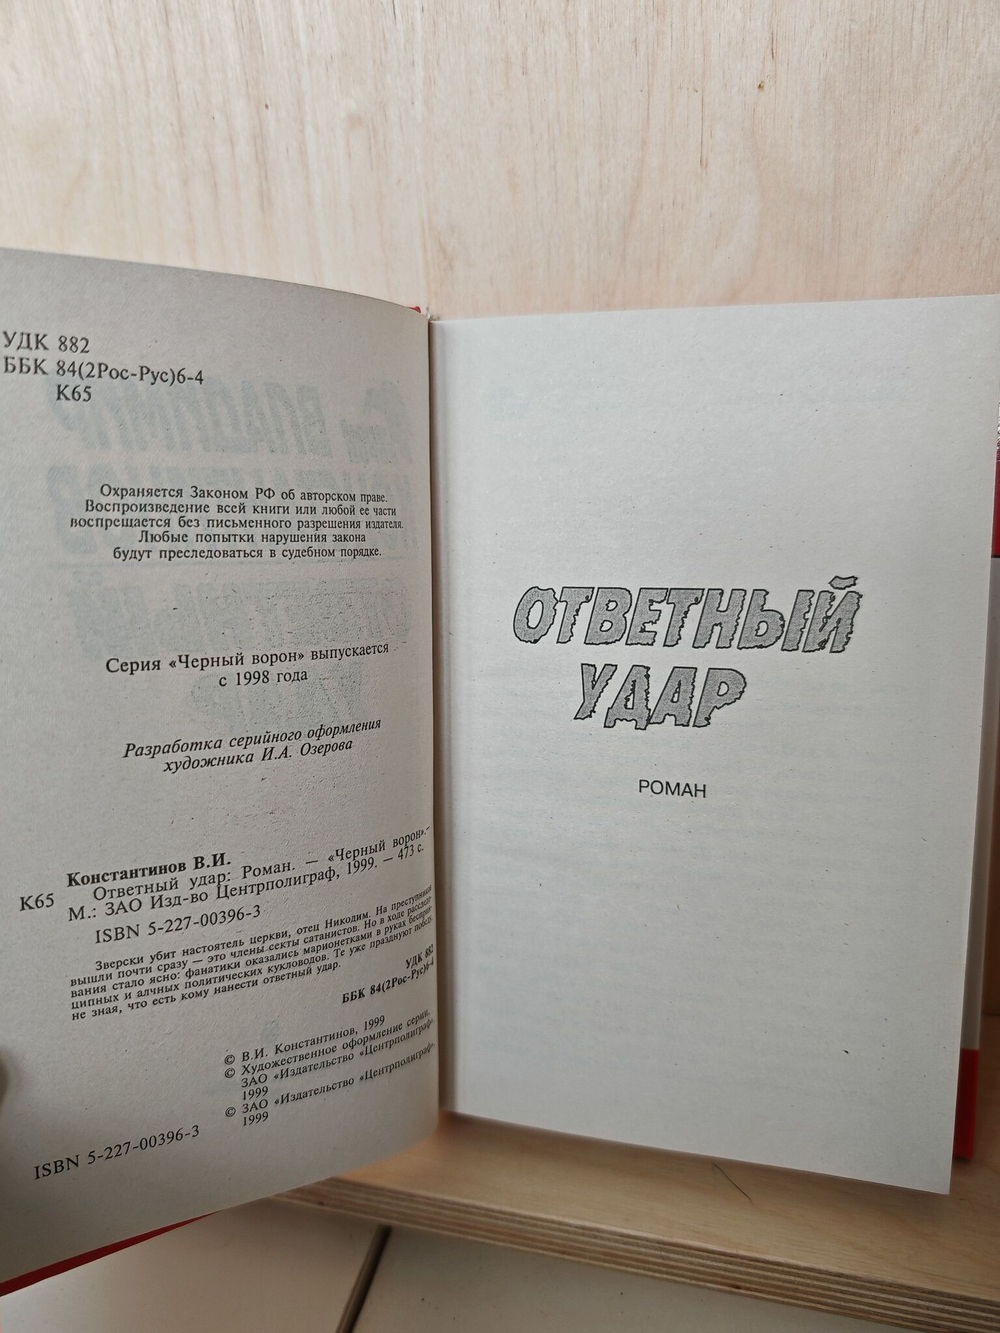 УДК 882
ББК 84(2Рос-Рус)6-4
К65
Охраняется Законом РФ об авторском праве.
Воспроизведение всей книги или любой ее части
воспрещается без письменного разрешения издателя.
Любые попытки нарушения закона
будут преследоваться в судебном порядке.
Серия «Черный ворон» выпускается
с 1998 года
Разработка серийного оформления
художника И.А. Озерова
Константинов В.И.
К65 Ответный удар: Роман. — «Черный ворон».–
М.: ЗАО Изд-во Центрполиграф, 1999. — 473 с.
ISBN 5-227-00396-3
Зверски убит настоятель церкви, отец Никодим. На преступников
вышли почти сразу — это члены секты сатанистов. Но в ходе расследо-
вания стало ясно: фанатики оказались марионетками в руках беспринципных
ципных и алчных политических кукловодов. Те уже празднуют победу,
не зная, что есть кому нанести ответный удар.
УДК 882
ББК 84(2Рос-Рус)6-4
© В.И. Константинов, 1999
© Художественное оформление серии,
ЗАО «Издательство «Центрполиграф»,
1999
© ЗАО «Издательство «Центрполиграф»,
1999
ISBN 5-227-00396-3
ОТВЕТНЫЙ
УДАР
РОМАН